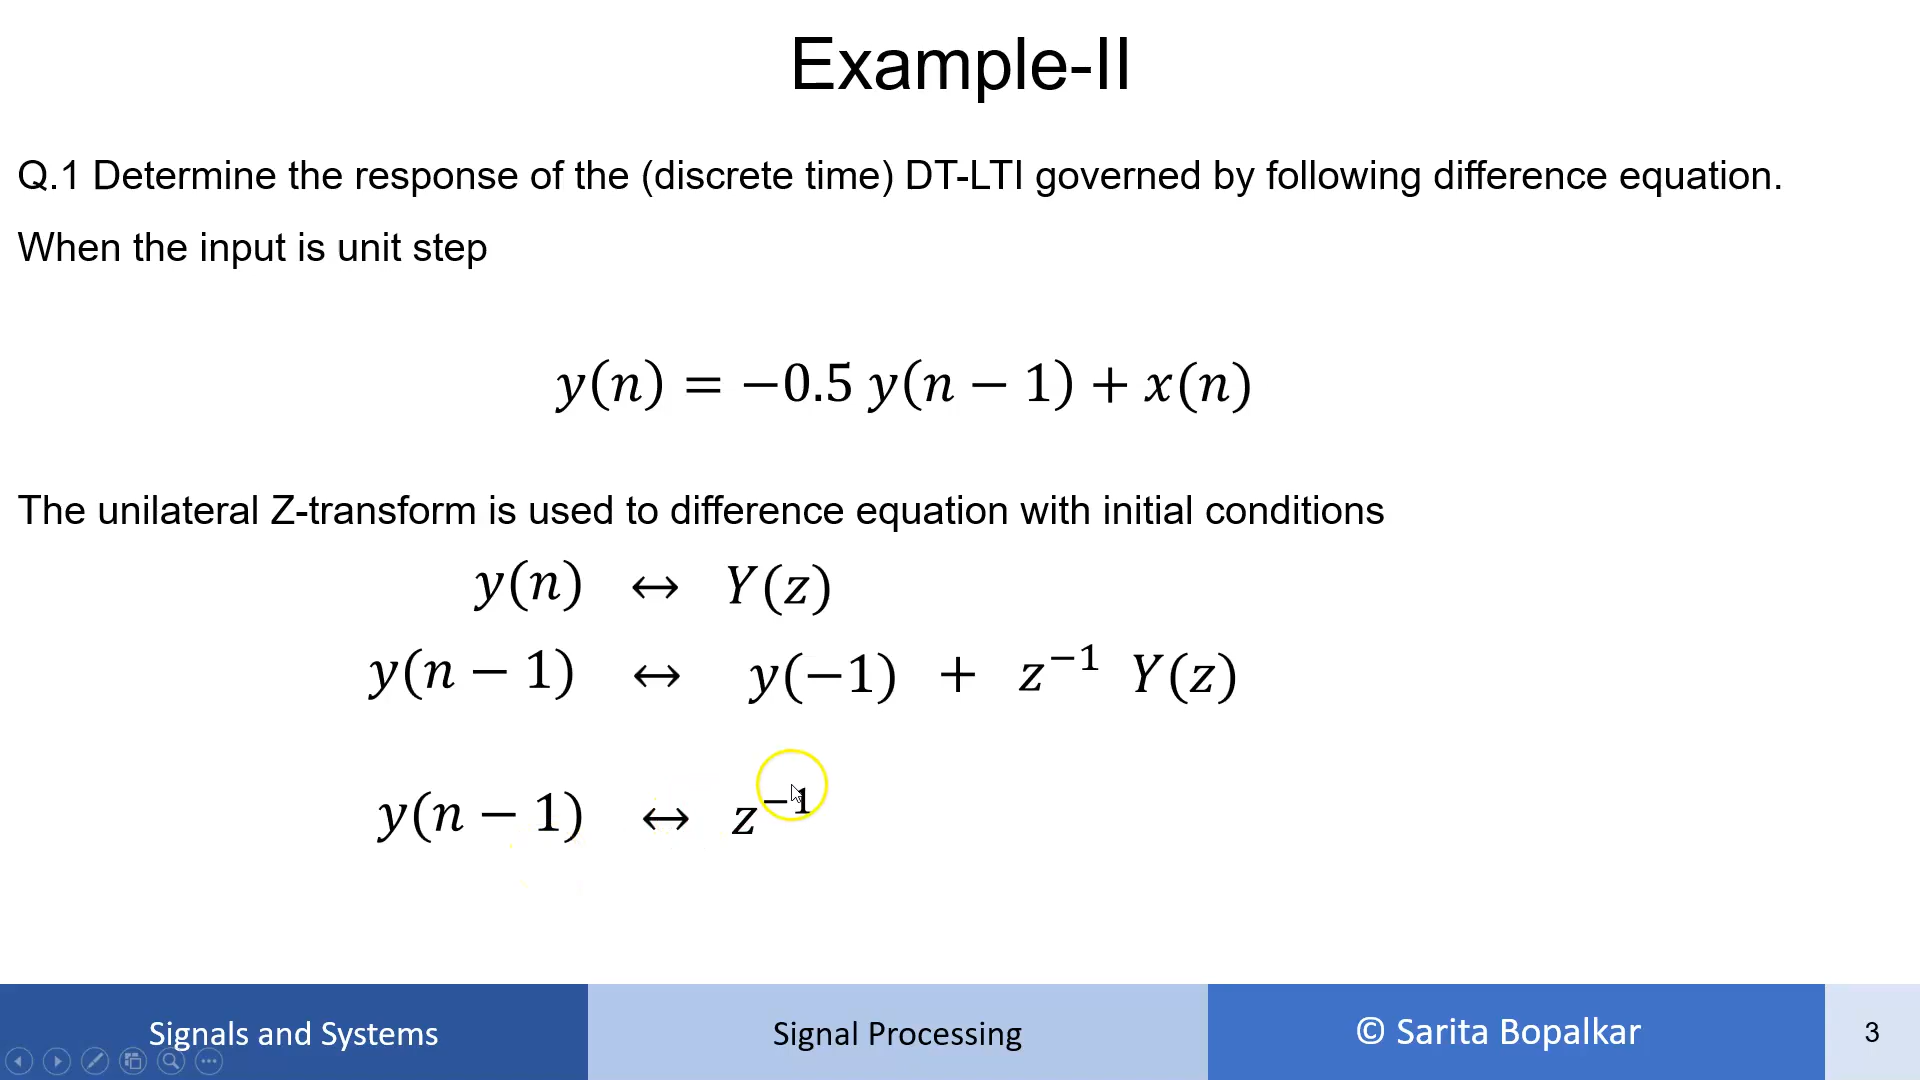 Example-II
Q.1 Determine the response of the (discrete time) DT-LTI governed by following difference equation.
When the input is unit step
y(n) = −0.5 y(n − 1) + x(n)
The unilateral Z-transform is used to difference equation with initial conditions
y(n) ↔ Y(z)
y(n − 1) ↔ y(−1) + z⁻¹ Y(z)
y(n − 1) ↔ z⁻¹
Signals and Systems
Signal Processing
© Sarita Bopalkar
3